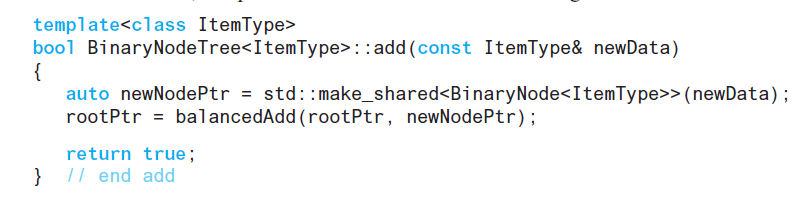 template<class ItemType>
bool BinaryNodeTree<ItemType>::add(const ItemType& newData)
{
auto newNodePtr = std::make_shared<BinaryNode<ItemType>>(newData);
rootPtr = balancedAdd(rootPtr, newNodePtr);
return true;
} // end add